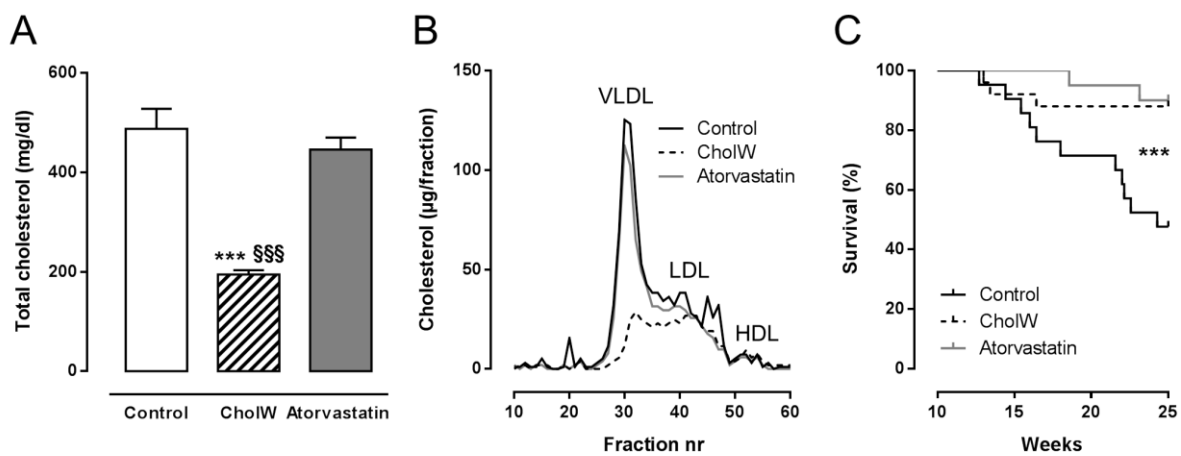 A
Total cholesterol (mg/dl)
600
400
200
0
*** §§§
Control CholW Atorvastatin
B
Cholesterol (µg/fraction)
150
100
50
0
VLDL
Control
CholW
Atorvastatin
LDL
HDL
10 20 30 40 50 60
Fraction nr
C
Survival (%)
100
80
60
40
20
0
***
Control
CholW
Atorvastatin
10 15 20 25
Weeks